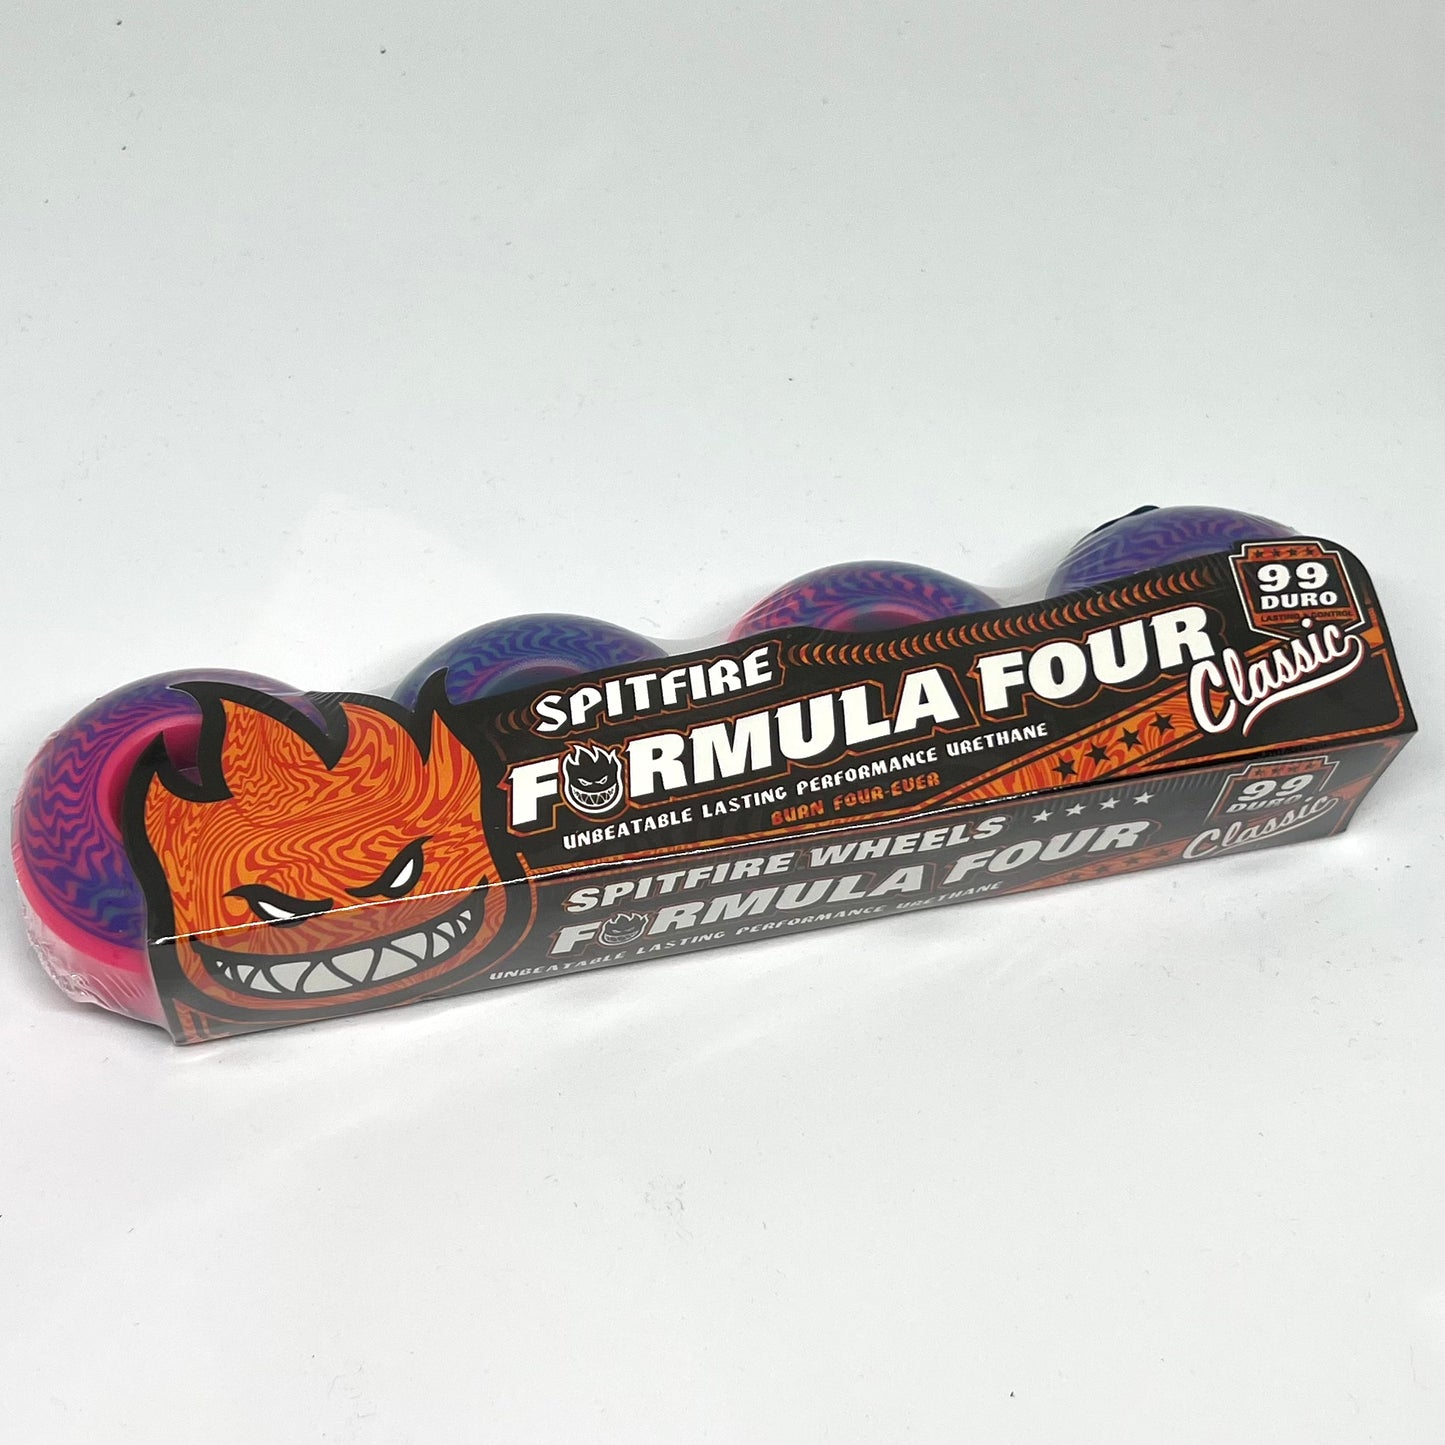 SPITFIRE
FORMULA FOUR
UNBEATABLE LASTING PERFORMANCE URETHANE
BURN FOUR-EVER
99
DURO
LASTING & CONTROL
Classic
SPITFIRE WHEELS
FORMULA FOUR
UNBEATABLE LASTING PERFORMANCE URETHANE
99
DURO
Classic